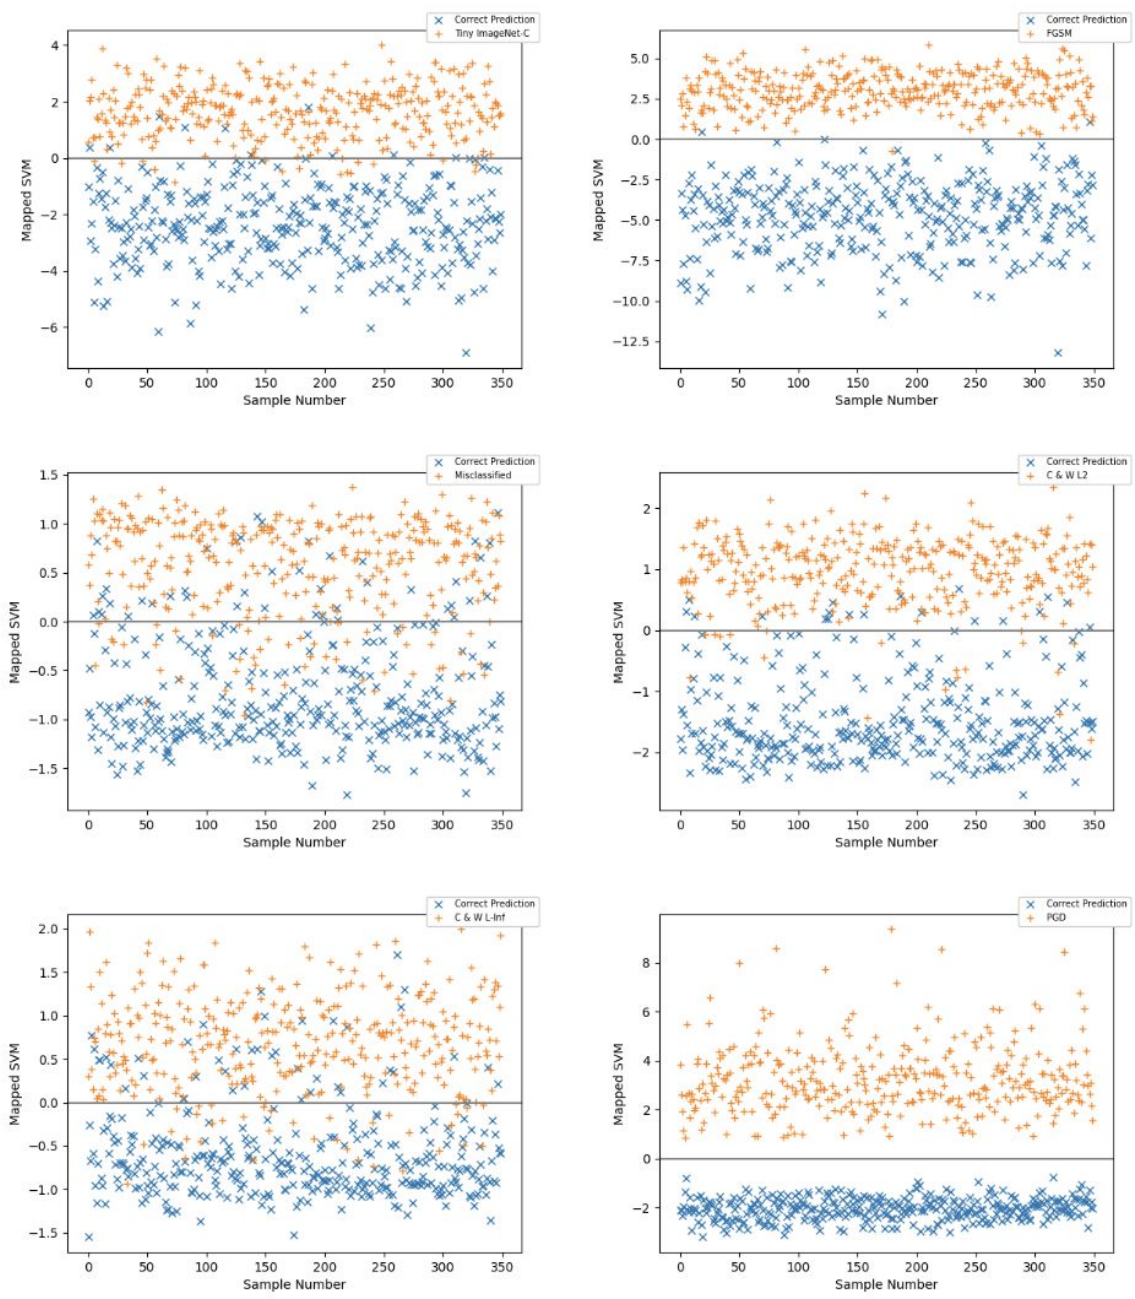 Correct Prediction
Tiny ImageNet-C
4
2
0
−2
−4
−6
Mapped SVM
0 50 100 150 200 250 300 350
Sample Number
Correct Prediction
FGSM
5.0
2.5
0.0
−2.5
−5.0
−7.5
−10.0
−12.5
Mapped SVM
0 50 100 150 200 250 300 350
Sample Number
Correct Prediction
Misclassified
1.5
1.0
0.5
0.0
−0.5
−1.0
−1.5
Mapped SVM
0 50 100 150 200 250 300 350
Sample Number
Correct Prediction
C & W L2
2
1
0
−1
−2
Mapped SVM
0 50 100 150 200 250 300 350
Sample Number
Correct Prediction
C & W L-Inf
2.0
1.5
1.0
0.5
0.0
−0.5
−1.0
−1.5
Mapped SVM
0 50 100 150 200 250 300 350
Sample Number
Correct Prediction
PGD
8
6
4
2
0
−2
Mapped SVM
0 50 100 150 200 250 300 350
Sample Number